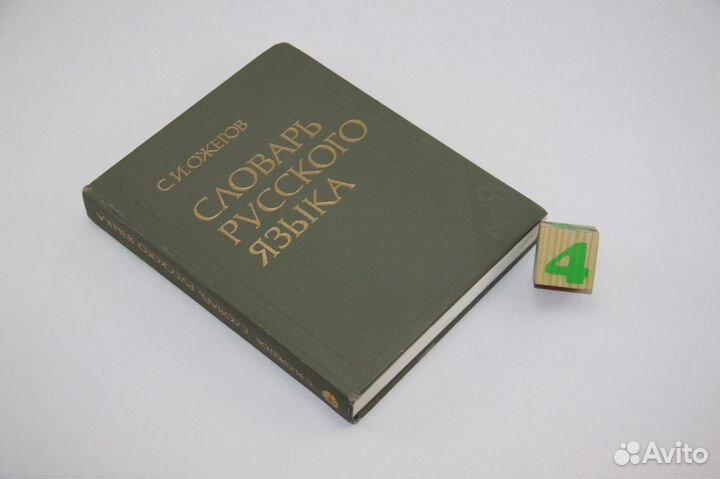 С.И.ОЖЕГОВ
СЛОВАРЬ
РУССКОГО
ЯЗЫКА
С.И.ОЖЕГОВ СЛОВАРЬ РУССКОГО ЯЗЫКА
4
Avito